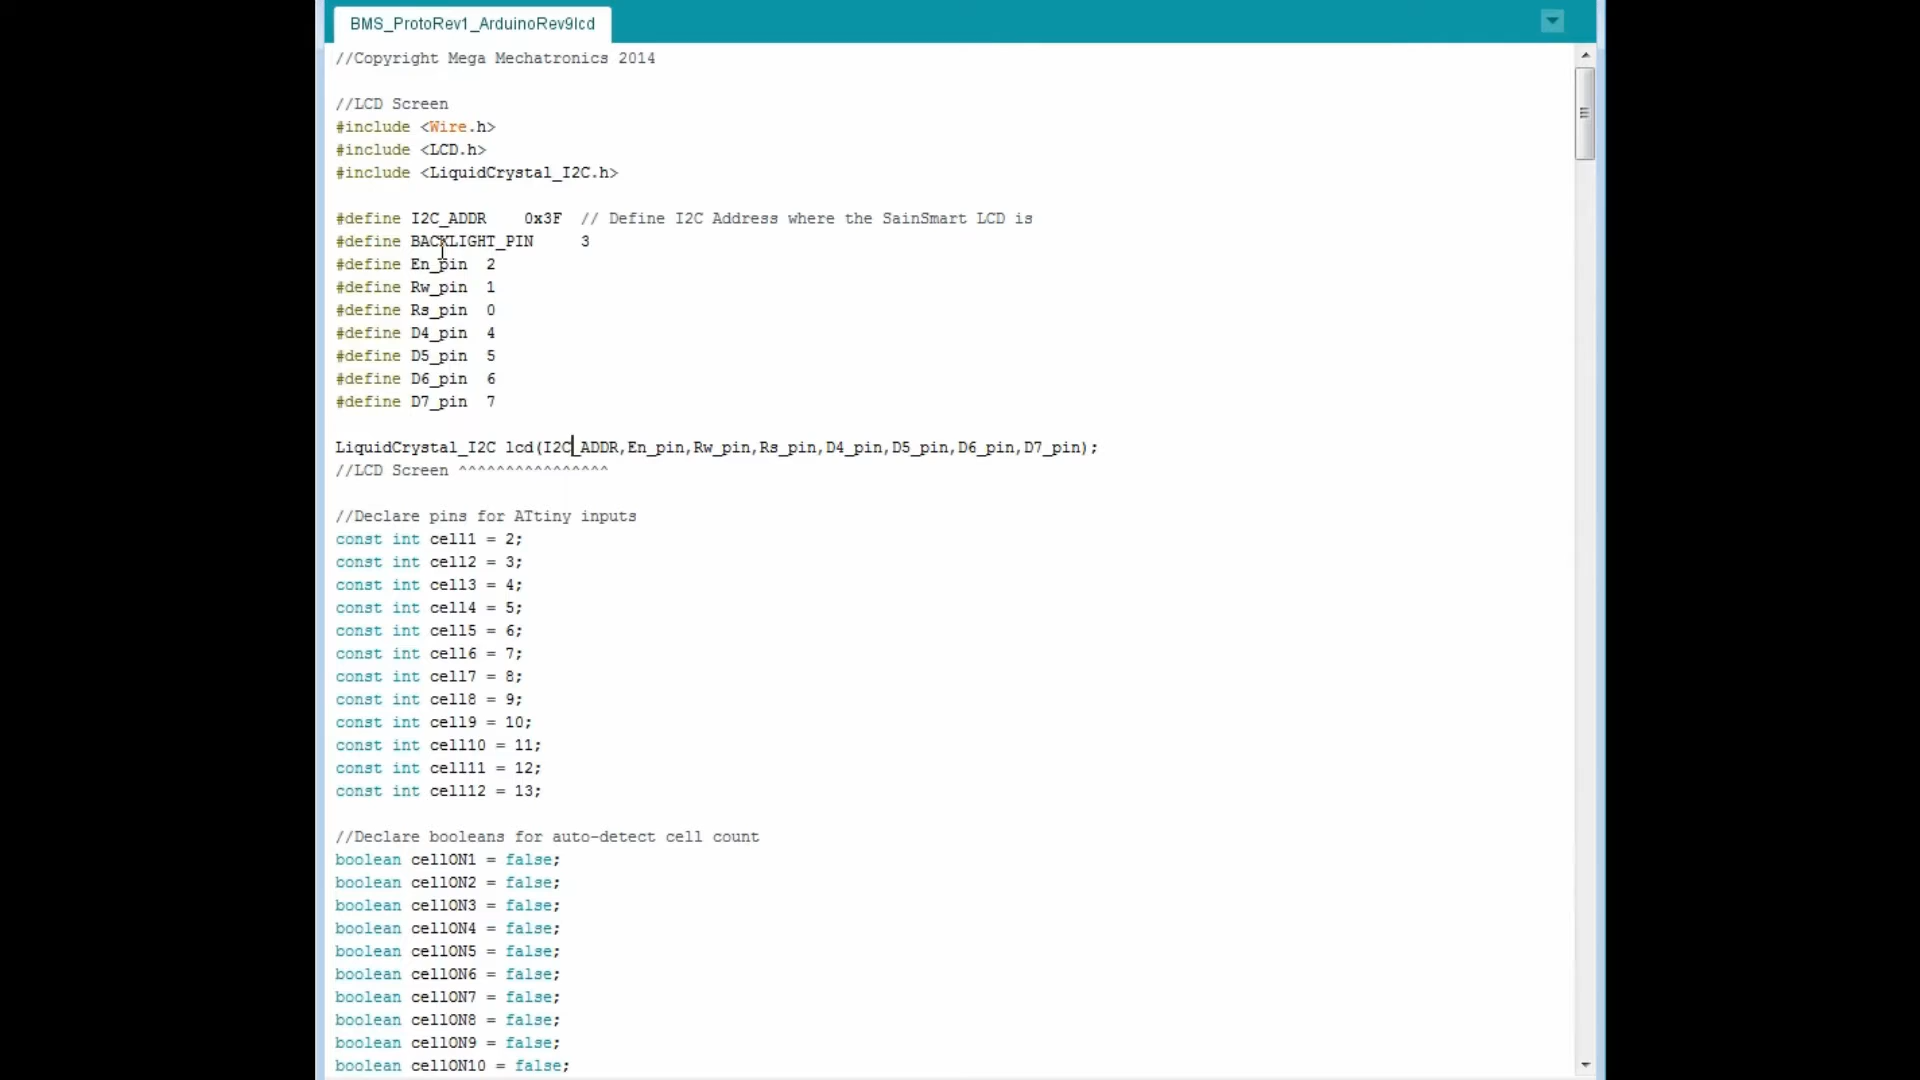 BMS_ProtoRev1_ArduinoRev9lcd
//Copyright Mega Mechatronics 2014
//LCD Screen
#include <Wire.h>
#include <LCD.h>
#include <LiquidCrystal_I2C.h>
#define I2C_ADDR    0x3F  // Define I2C Address where the SainSmart LCD is
#define BACKLIGHT_PIN     3
#define En_pin  2
#define Rw_pin  1
#define Rs_pin  0
#define D4_pin  4
#define D5_pin  5
#define D6_pin  6
#define D7_pin  7
LiquidCrystal_I2C lcd(I2C_ADDR,En_pin,Rw_pin,Rs_pin,D4_pin,D5_pin,D6_pin,D7_pin);
//LCD Screen ^^^^^^^^^^^^^^^^
//Declare pins for ATtiny inputs
const int cell1 = 2;
const int cell2 = 3;
const int cell3 = 4;
const int cell4 = 5;
const int cell5 = 6;
const int cell6 = 7;
const int cell7 = 8;
const int cell8 = 9;
const int cell9 = 10;
const int cell10 = 11;
const int cell11 = 12;
const int cell12 = 13;
//Declare booleans for auto-detect cell count
boolean cellON1 = false;
boolean cellON2 = false;
boolean cellON3 = false;
boolean cellON4 = false;
boolean cellON5 = false;
boolean cellON6 = false;
boolean cellON7 = false;
boolean cellON8 = false;
boolean cellON9 = false;
boolean cellON10 = false;